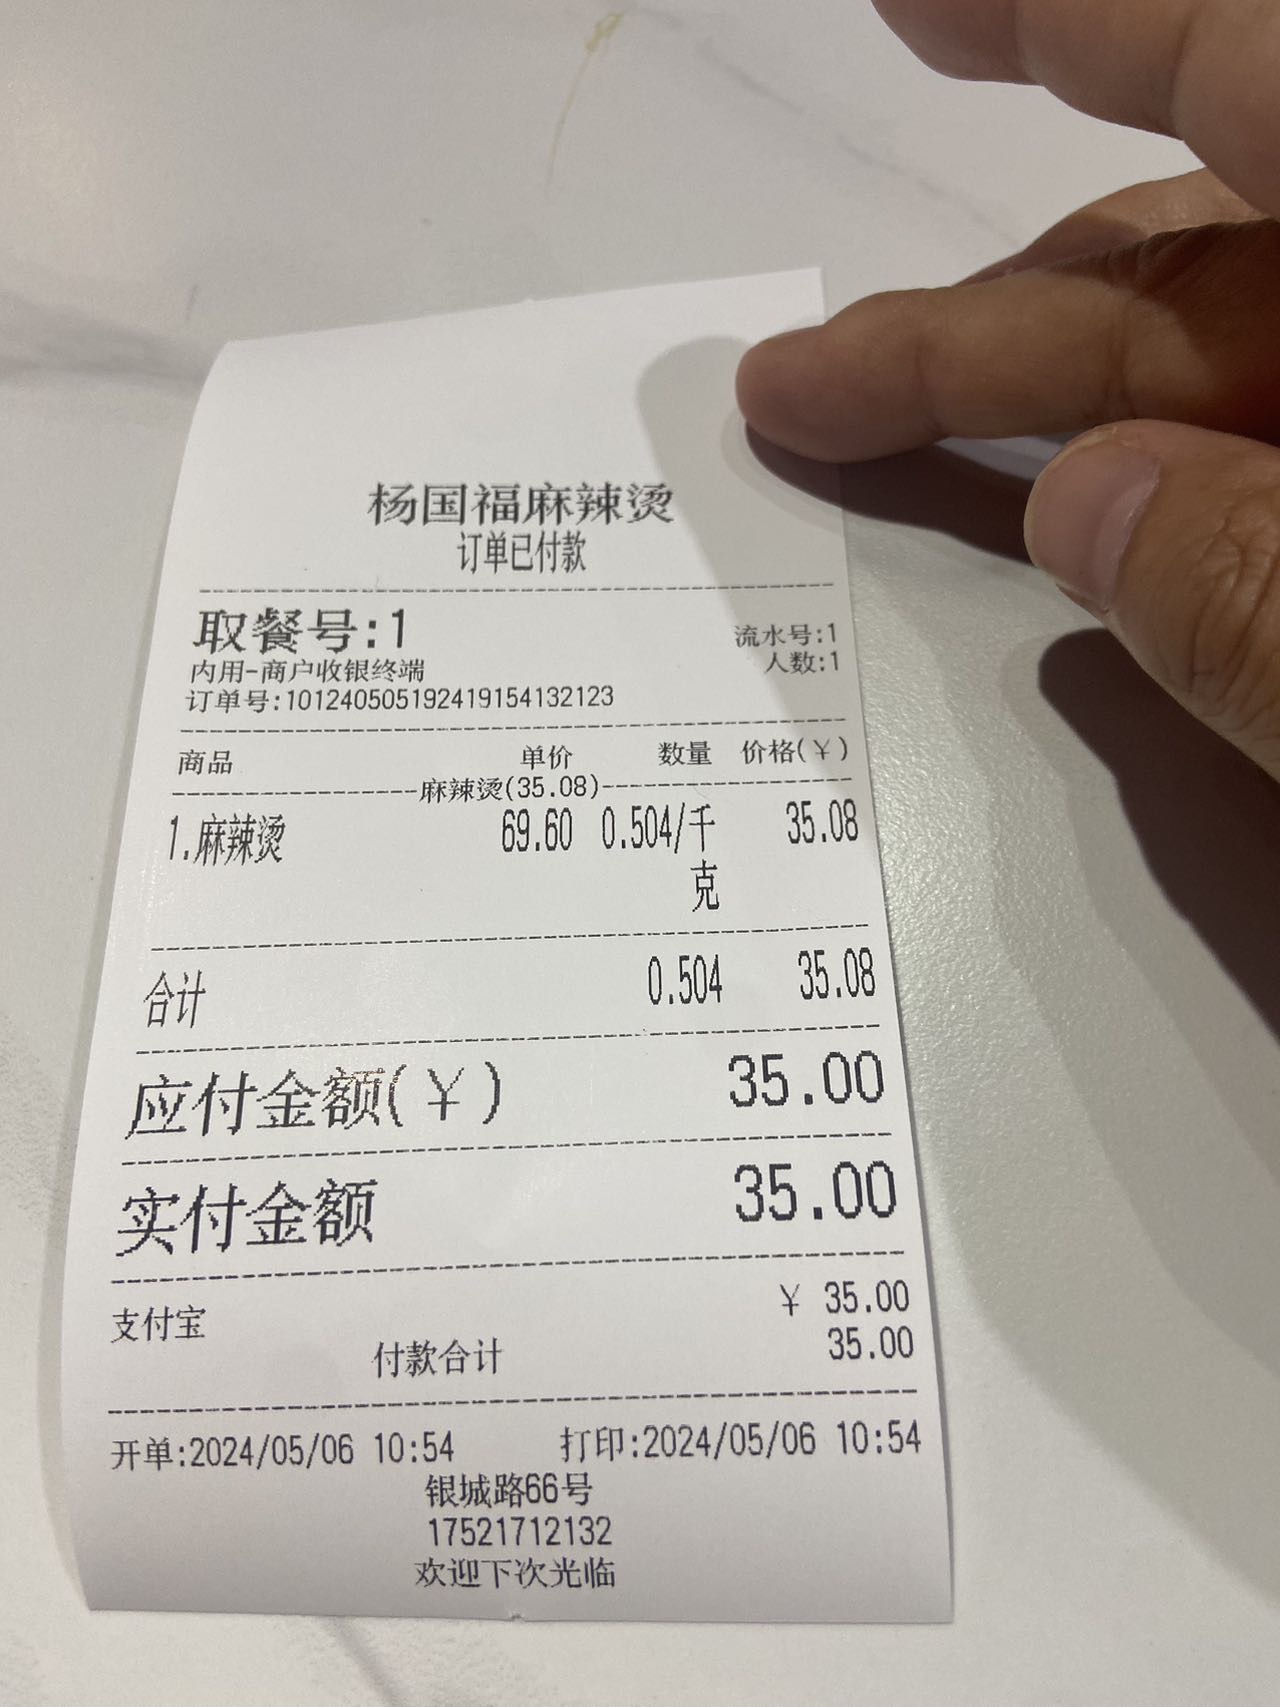 杨国福麻辣烫
订单已付款
取餐号:1
流水号:1
内用-商户收银终端 人数:1
订单号:101240505192419154132123
商品 单价 数量 价格(￥)
麻辣烫(35.08)
1.麻辣烫 69.60 0.504/千克 35.08
合计 0.504 35.08
应付金额(￥) 35.00
实付金额 35.00
支付宝 ￥ 35.00
付款合计 35.00
开单:2024/05/06 10:54 打印:2024/05/06 10:54
银城路66号
17521712132
欢迎下次光临